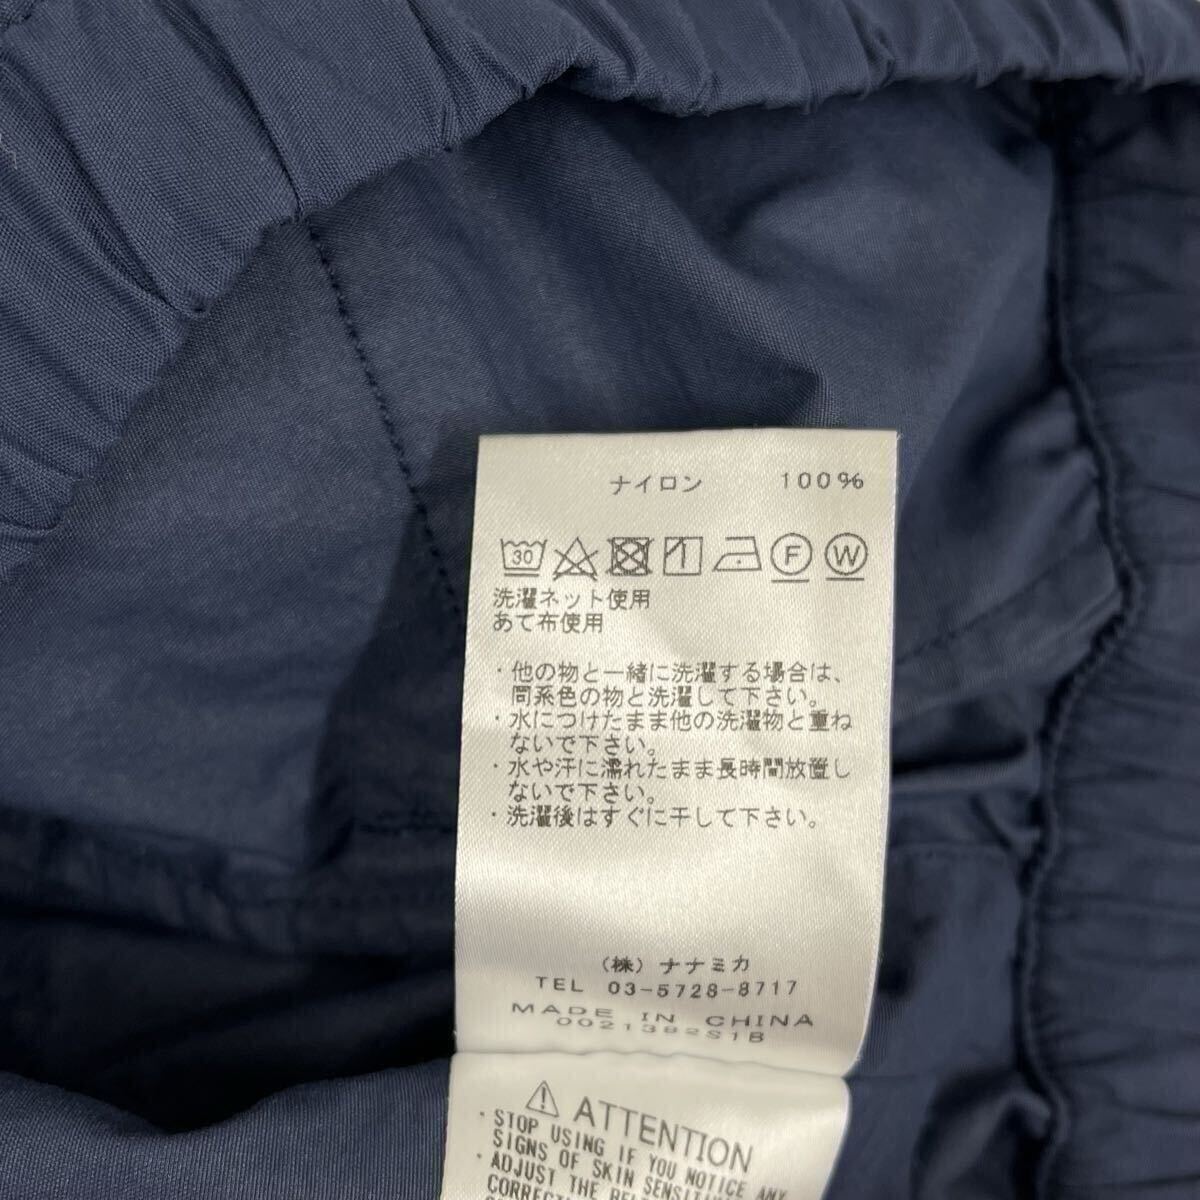 ナイロン 100%
30 F W
洗濯ネット使用
あて布使用
・他の物と一緒に洗濯する場合は、
同系色の物と洗濯して下さい。
・水につけたまま他の洗濯物と重ね
ないで下さい。
・水や汗に濡れたまま長時間放置し
ないで下さい。
・洗濯後はすぐに干して下さい。
(株) ナナミカ
TEL 03-5728-8717
MADE IN CHINA
0021382S1B
ATTENTION
・STOP USING IF YOU NOTICE ANY
SIGNS OF SKIN
・ADJUST THE